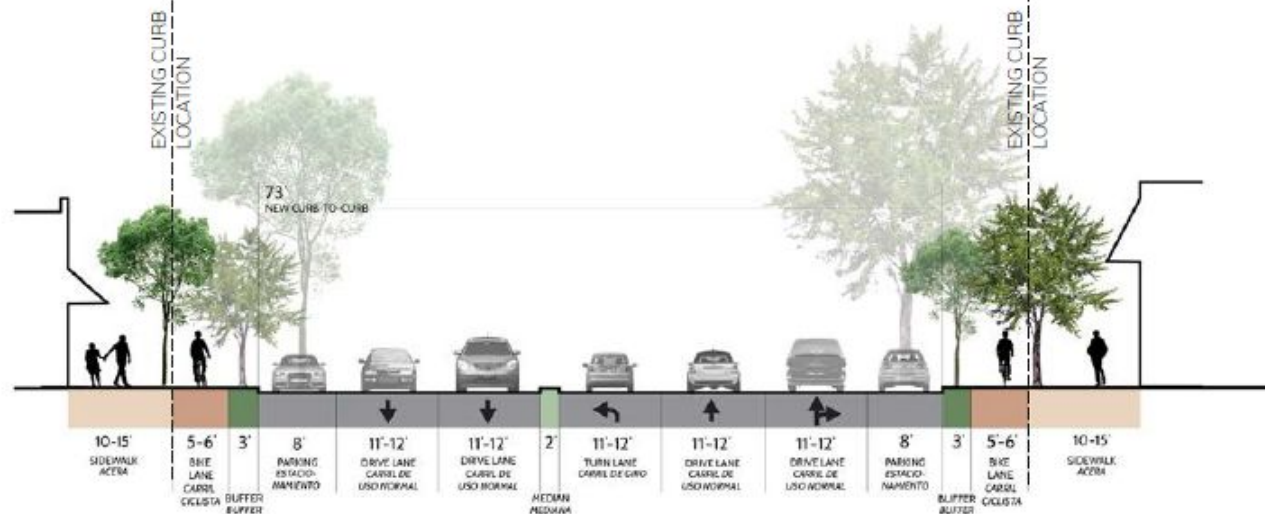 EXISTING CURB
LOCATION
EXISTING CURB
LOCATION
73'
NEW CURB-TO-CURB
10-15'
SIDEWALK
ACERA
5-6'
BIKE
LANE
CARRIL
CICLISTA
3'
BUFFER
BUFFER
8'
PARKING
ESTACIO-
NAMIENTO
11'-12'
DRIVE LANE
CARRIL DE
USO NORMAL
11'-12'
DRIVE LANE
CARRIL DE
USO NORMAL
2'
MEDIAN
MEDIANA
11'-12'
TURN LANE
CARRIL DE GIRO
11'-12'
DRIVE LANE
CARRIL DE
USO NORMAL
11'-12'
DRIVE LANE
CARRIL DE
USO NORMAL
8'
PARKING
ESTACIO-
NAMIENTO
3'
BUFFER
BUFFER
5-6'
BIKE
LANE
CARRIL
CICLISTA
10-15'
SIDEWALK
ACERA